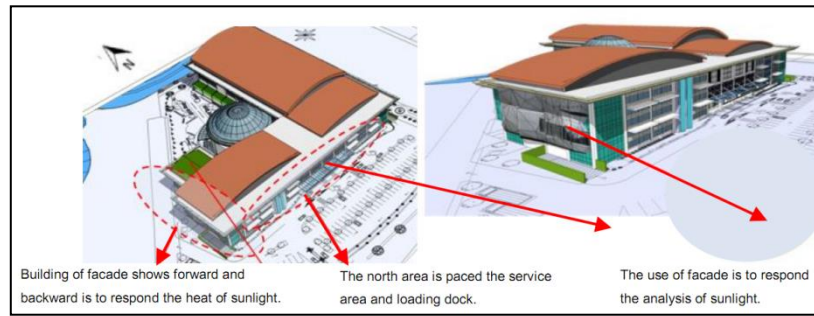 N
Building of facade shows forward and
backward is to respond the heat of sunlight.
The north area is paced the service
area and loading dock.
The use of facade is to respond
the analysis of sunlight.